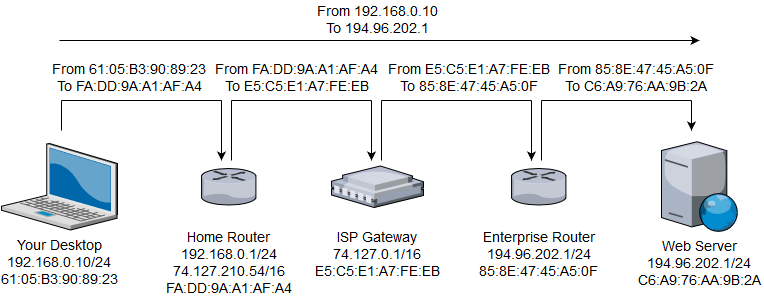 From 192.168.0.10
To 194.96.202.1
From 61:05:B3:90:89:23
To FA:DD:9A:A1:AF:A4
From FA:DD:9A:A1:AF:A4
To E5:C5:E1:A7:FE:EB
From E5:C5:E1:A7:FE:EB
To 85:8E:47:45:A5:0F
From 85:8E:47:45:A5:0F
To C6:A9:76:AA:9B:2A
Your Desktop
192.168.0.10/24
61:05:B3:90:89:23
Home Router
192.168.0.1/24
74.127.210.54/16
FA:DD:9A:A1:AF:A4
ISP Gateway
74.127.0.1/16
E5:C5:E1:A7:FE:EB
Enterprise Router
194.96.202.1/24
85:8E:47:45:A5:0F
Web Server
194.96.202.1/24
C6:A9:76:AA:9B:2A